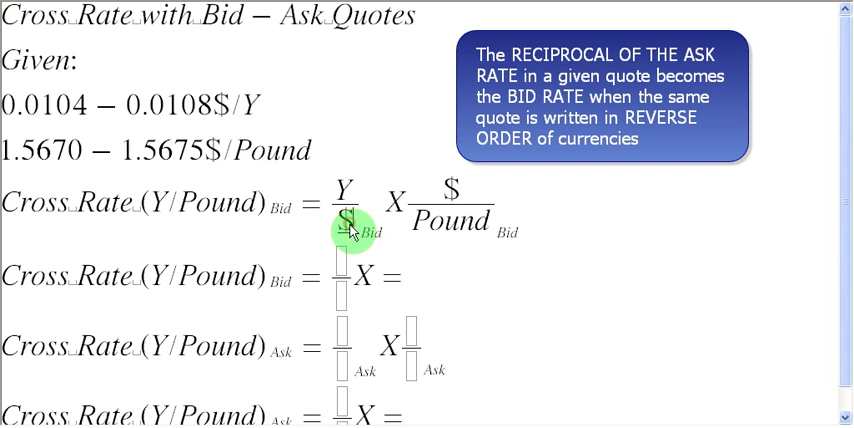 Cross Rate with Bid – Ask Quotes
Given:
0.0104 – 0.0108$/Y
1.5670 – 1.5675$/Pound
Cross Rate (Y/Pound) Bid = Y/$ Bid X $/Pound Bid
Cross Rate (Y/Pound) Bid = X =
Cross Rate (Y/Pound) Ask = Ask X Ask
Cross Rate (Y/Pound) Ask = X =
The RECIPROCAL OF THE ASK
RATE in a given quote becomes
the BID RATE when the same
quote is written in REVERSE
ORDER of currencies